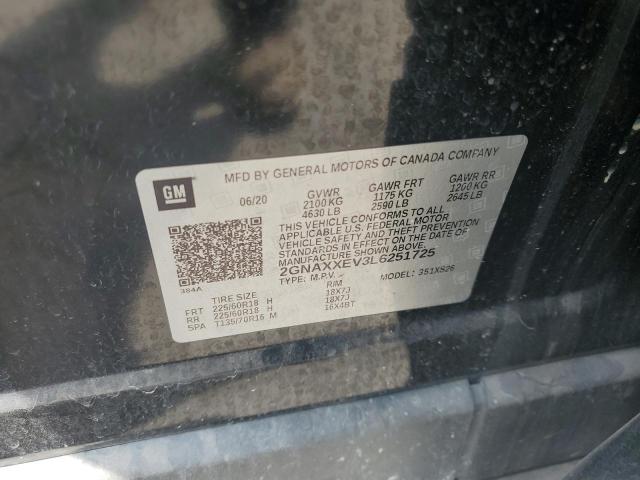 MFD BY GENERAL MOTORS OF CANADA COMPANY
GM
06/20 GVWR GAWR FRT GAWR RR
2100 KG 1175 KG 1200 KG
4630 LB 2590 LB 2645 LB
THIS VEHICLE CONFORMS TO ALL
APPLICABLE U.S. FEDERAL MOTOR
VEHICLE SAFETY, BUMPER, AND THEFT
PREVENTION STANDARDS IN EFFECT ON
THE DATE OF MANUFACTURE SHOWN ABOVE.
2GNAXXEV3L6251725
384A TYPE: M.P.V. MODEL: 351XS26
TIRE SIZE RIM
FRT 225/60R18 H 18X7J
RR 225/60R18 H 18X7J
SPA T135/70R16 M 16X4BT